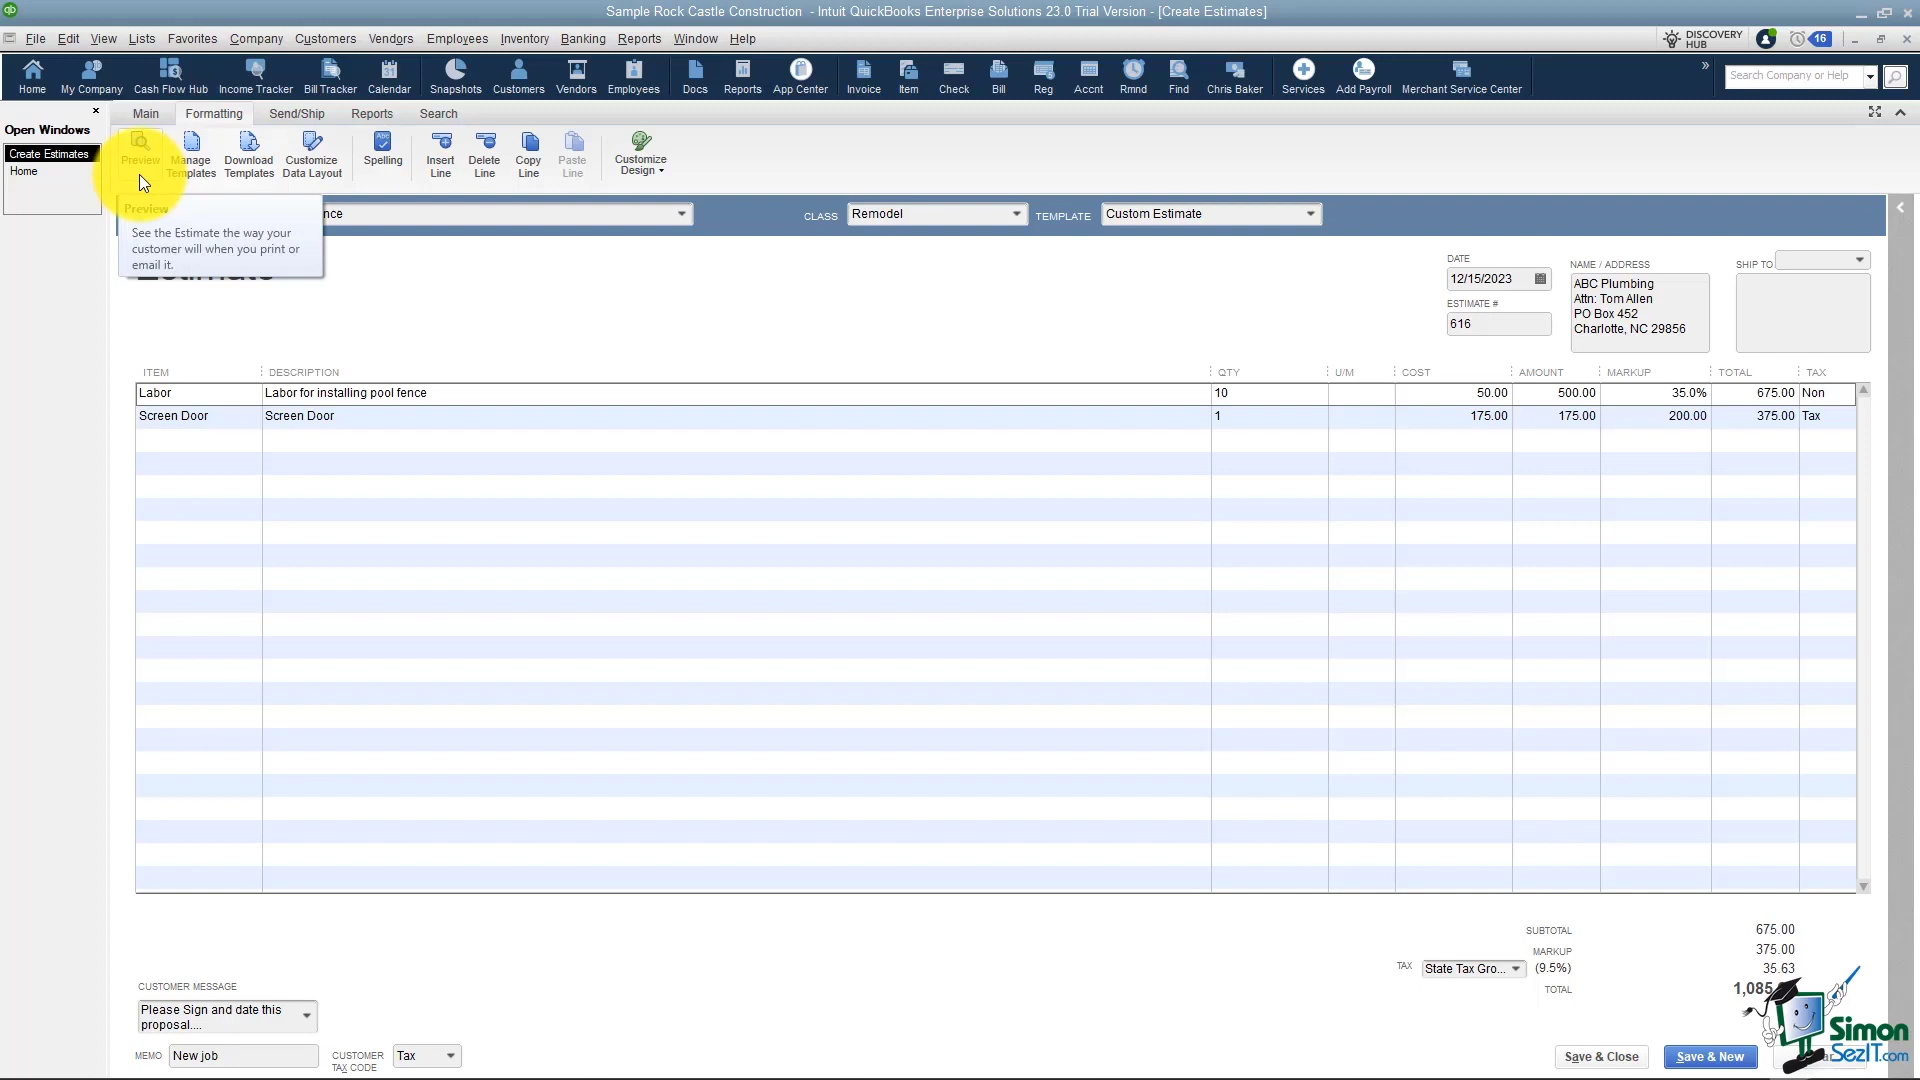 Sample Rock Castle Construction - Intuit QuickBooks Enterprise Solutions 23.0 Trial Version - [Create Estimates]
File Edit View Lists Favorites Company Customers Vendors Employees Inventory Banking Reports Window Help
DISCOVERY HUB 16
Home My Company Cash Flow Hub Income Tracker Bill Tracker Calendar Snapshots Customers Vendors Employees Docs Reports App Center Invoice Item Check Bill Reg Accnt Rmnd Find Chris Baker Services Add Payroll Merchant Service Center
Search Company or Help
Open Windows
Create Estimates
Home
Main Formatting Send/Ship Reports Search
Preview
Manage Templates
Download Templates
Customize Data Layout
Spelling
Insert Line
Delete Line
Copy Line
Paste Line
Customize Design
Preview
See the Estimate the way your
customer will when you print or
email it.
nce
CLASS Remodel
TEMPLATE Custom Estimate
DATE
12/15/2023
ESTIMATE #
616
NAME / ADDRESS
ABC Plumbing
Attn: Tom Allen
PO Box 452
Charlotte, NC 29856
SHIP TO
ITEM DESCRIPTION QTY U/M COST AMOUNT MARKUP TOTAL TAX
Labor Labor for installing pool fence 10 50.00 500.00 35.0% 675.00 Non
Screen Door Screen Door 1 175.00 175.00 200.00 375.00 Tax
SUBTOTAL 675.00
MARKUP 375.00
TAX State Tax Gro... (9.5%) 35.63
TOTAL 1,085
CUSTOMER MESSAGE
Please Sign and date this
proposal....
MEMO New job
CUSTOMER TAX CODE Tax
Save & Close
Save & New
Simon
SezIT.com